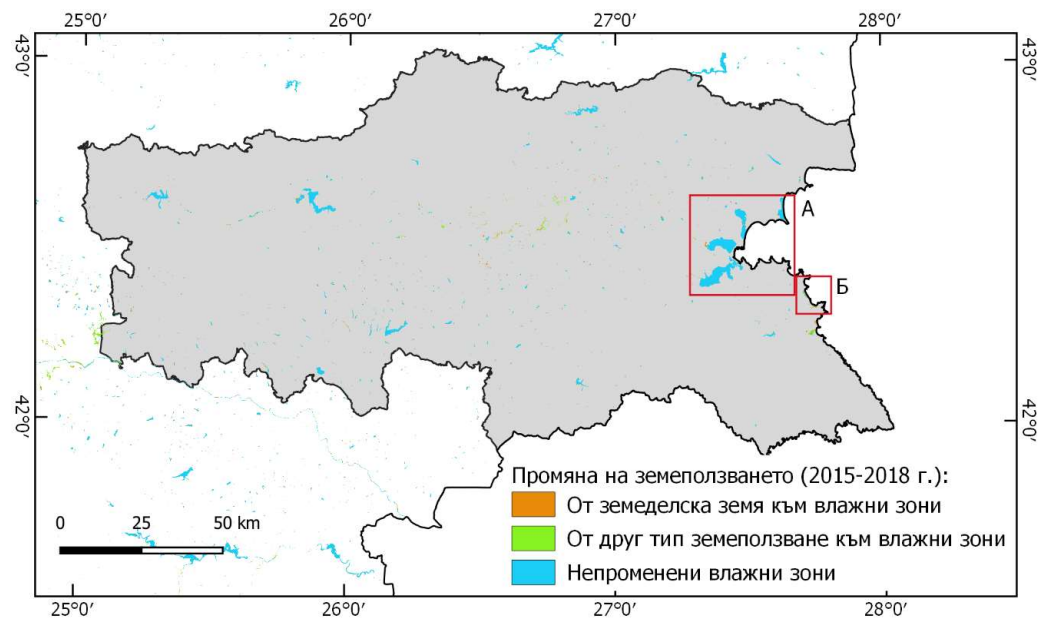 25°0′ 26°0′ 27°0′ 28°0′
43°0′ 43°0′
А
Б
42°0′ 42°0′
Промяна на земеползването (2015-2018 г.):
От земеделска земя към влажни зони
От друг тип земеползване към влажни зони
Непроменени влажни зони
0 25 50 km
25°0′ 26°0′ 27°0′ 28°0′